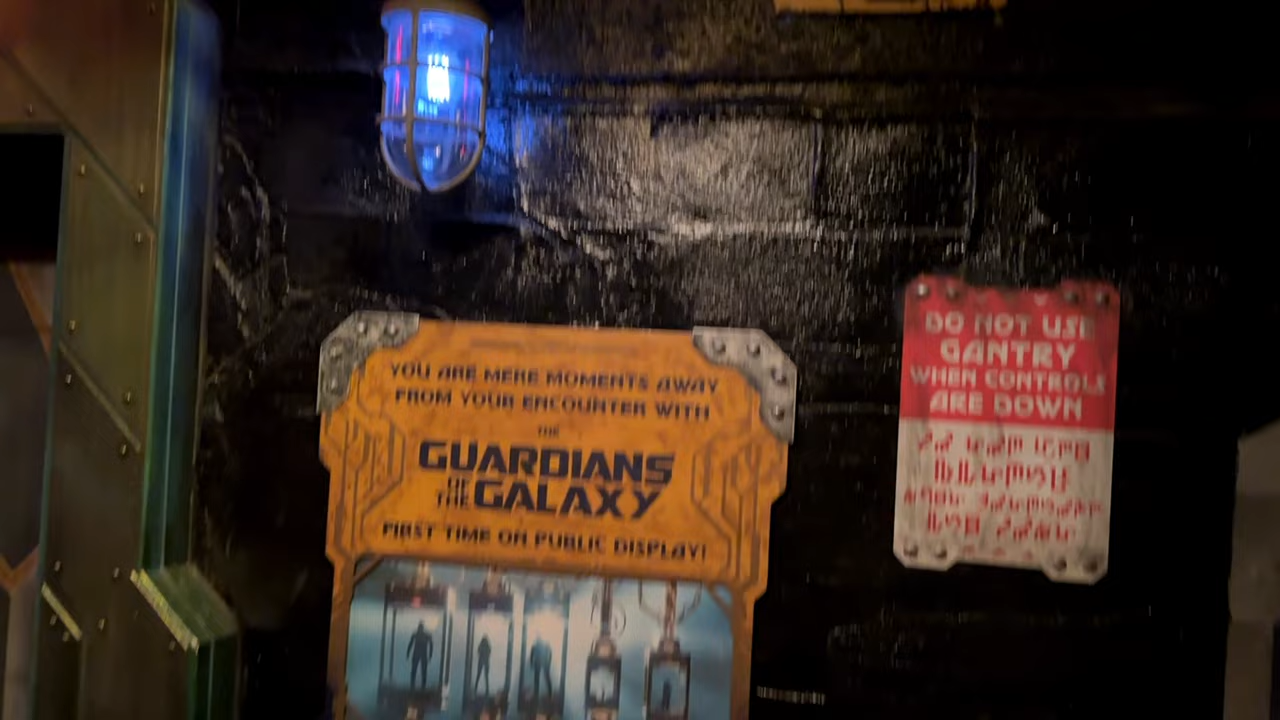 YOU ARE MERE MOMENTS AWAY
FROM YOUR ENCOUNTER WITH
THE
GUARDIANS
OF THE GALAXY
FIRST TIME ON PUBLIC DISPLAY!
DO NOT USE
GANTRY
WHEN CONTROLS
ARE DOWN